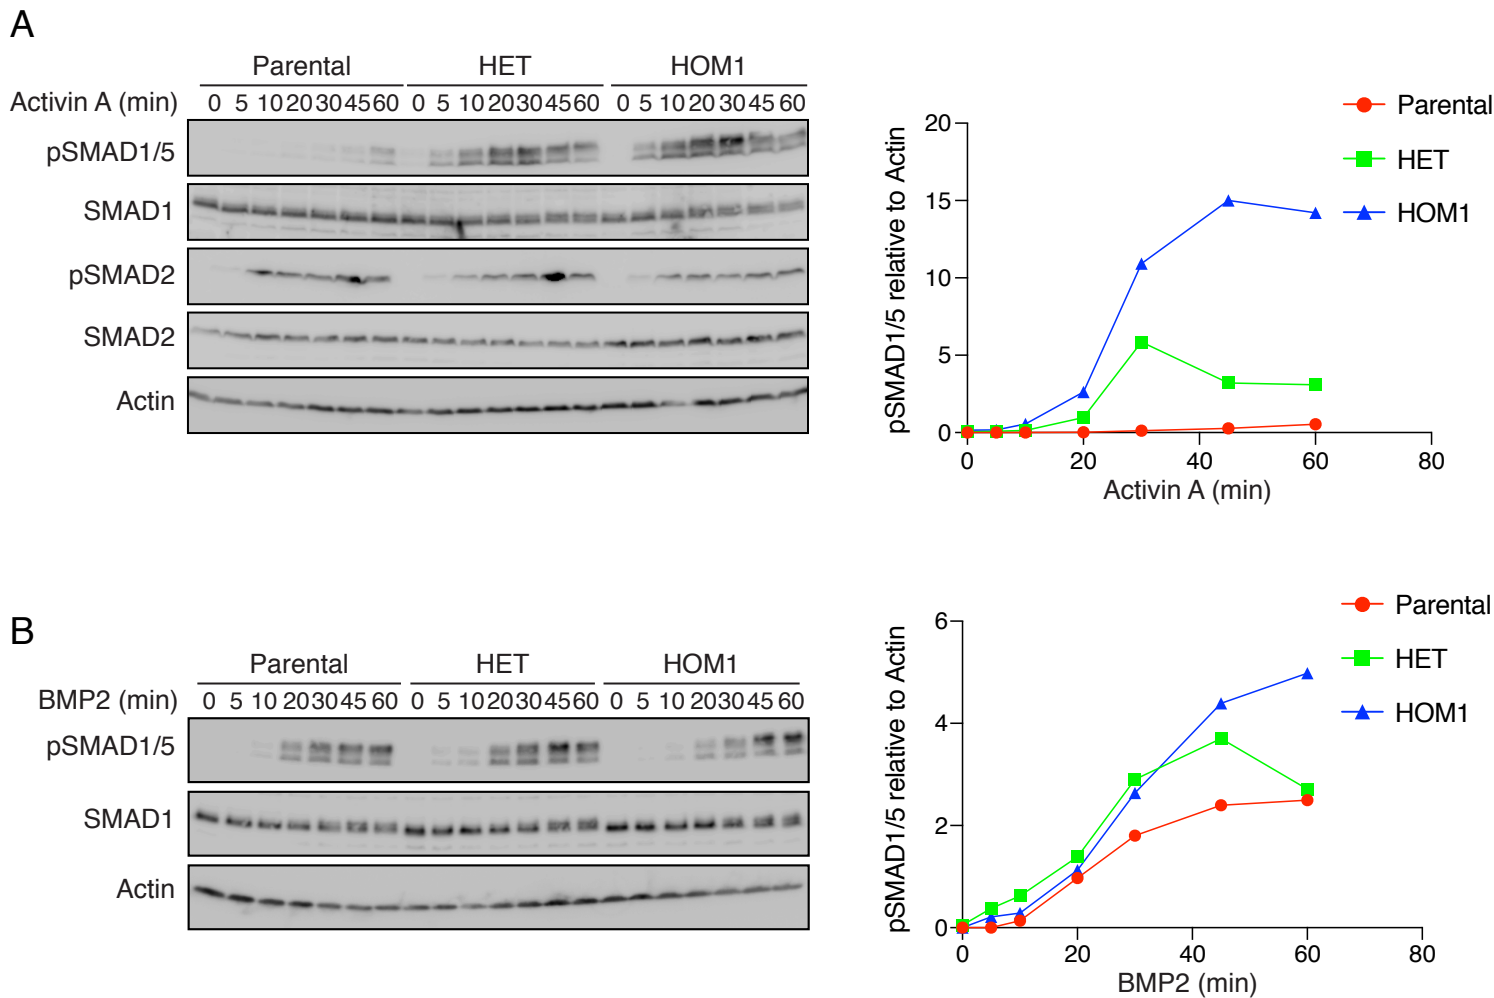 A
Parental HET HOM1
Activin A (min) 0 5 10 20 30 45 60 0 5 10 20 30 45 60 0 5 10 20 30 45 60
pSMAD1/5
SMAD1
pSMAD2
SMAD2
Actin
pSMAD1/5 relative to Actin
20
15
10
5
0
0 20 40 60 80
Activin A (min)
Parental
HET
HOM1
B
Parental HET HOM1
BMP2 (min) 0 5 10 20 30 45 60 0 5 10 20 30 45 60 0 5 10 20 30 45 60
pSMAD1/5
SMAD1
Actin
pSMAD1/5 relative to Actin
6
4
2
0
0 20 40 60 80
BMP2 (min)
Parental
HET
HOM1